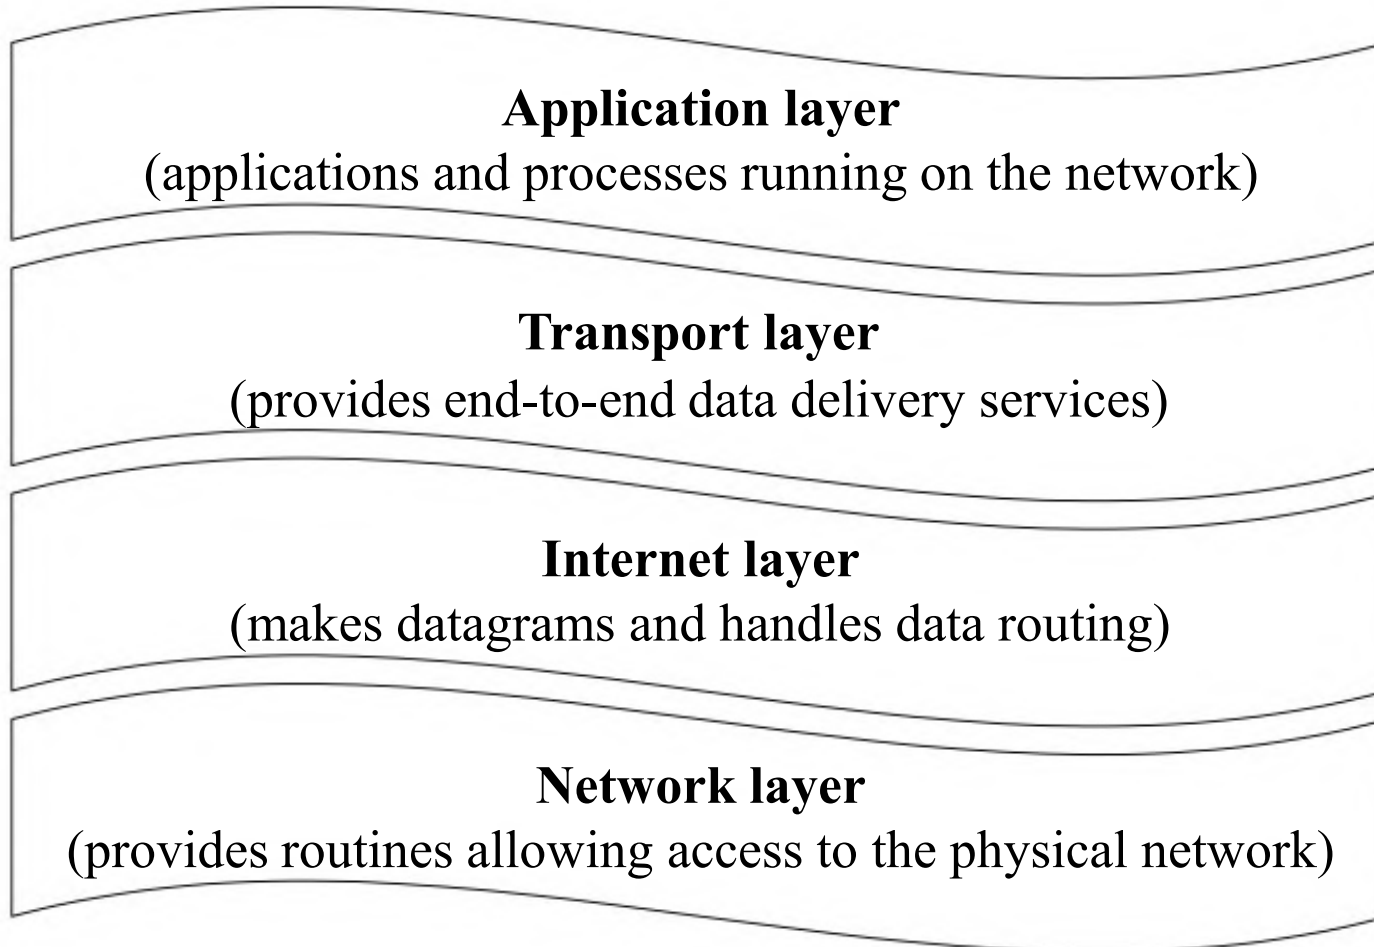 Application layer
(applications and processes running on the network)
Transport layer
(provides end-to-end data delivery services)
Internet layer
(makes datagrams and handles data routing)
Network layer
(provides routines allowing access to the physical network)